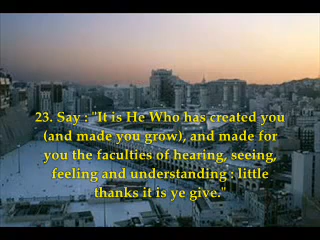 23. Say : "It is He Who has created you
(and made you grow), and made for
you the faculties of hearing, seeing,
feeling and understanding : little
thanks it is ye give."